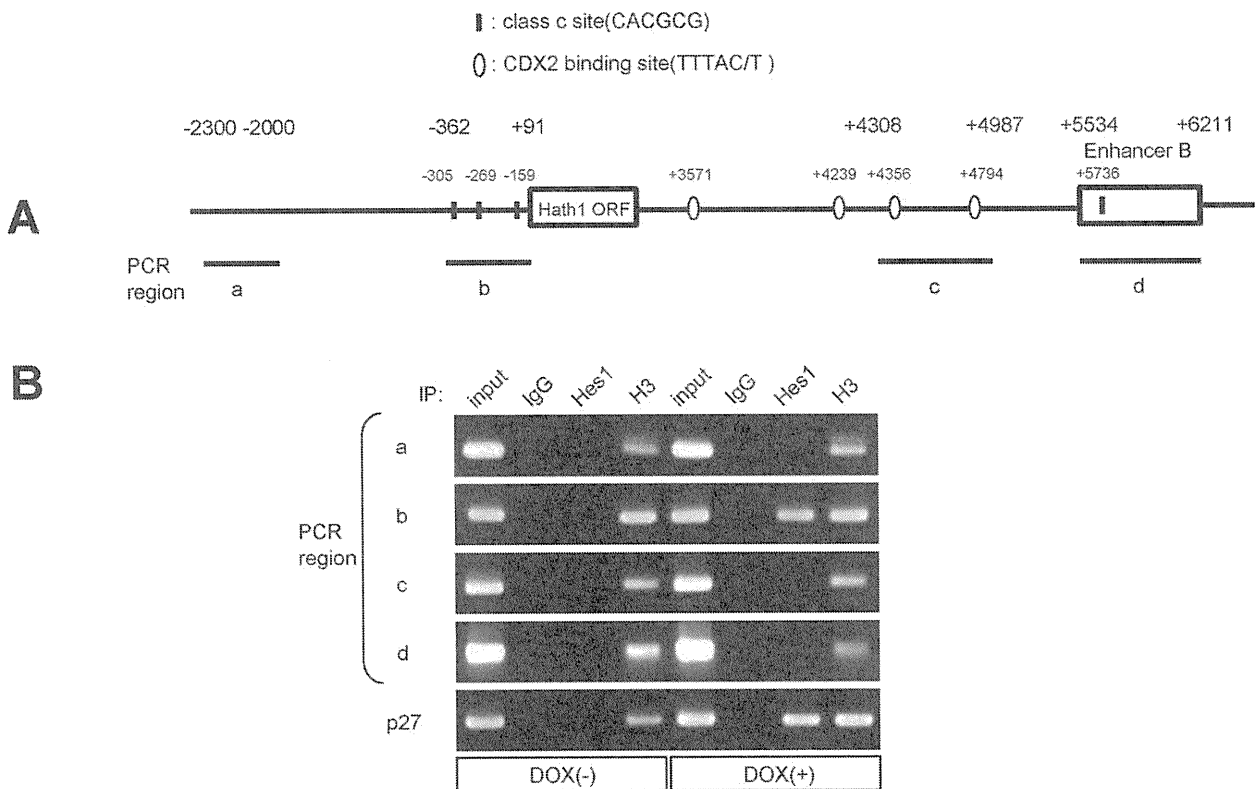 : class c site(CACGCG)
: CDX2 binding site(TTTAC/T )
-2300 -2000 -362 +91 +4308 +4987 +5534 +6211
Enhancer B
-305 -269 -159 +3571 +4239 +4356 +4794 +5736
A
Hath1 ORF
PCR region
a b c d
B
IP: input IgG Hes1 H3 input IgG Hes1 H3
a
b
PCR region
c
d
p27
DOX(-) DOX(+)